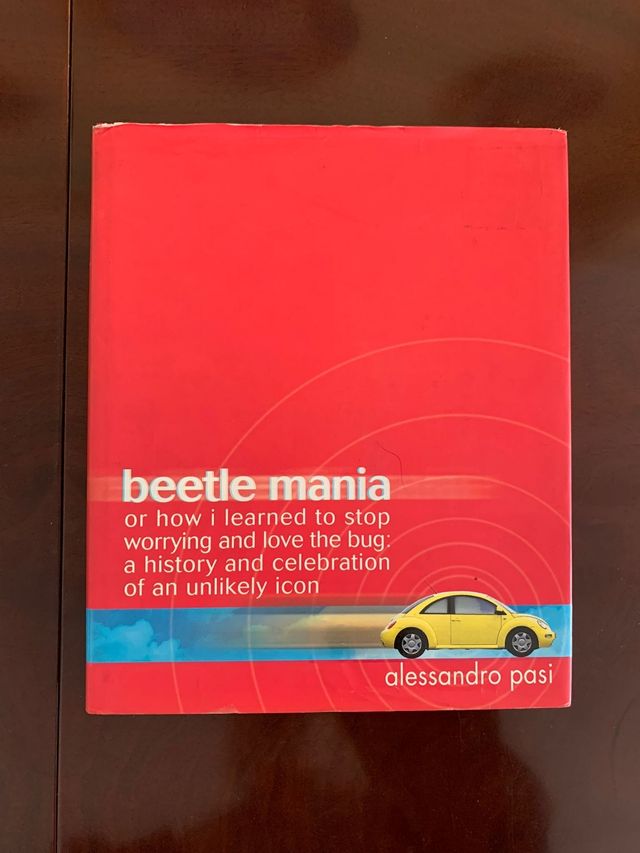 beetle mania
or how i learned to stop
worrying and love the bug:
a history and celebration
of an unlikely icon
alessandro pasi